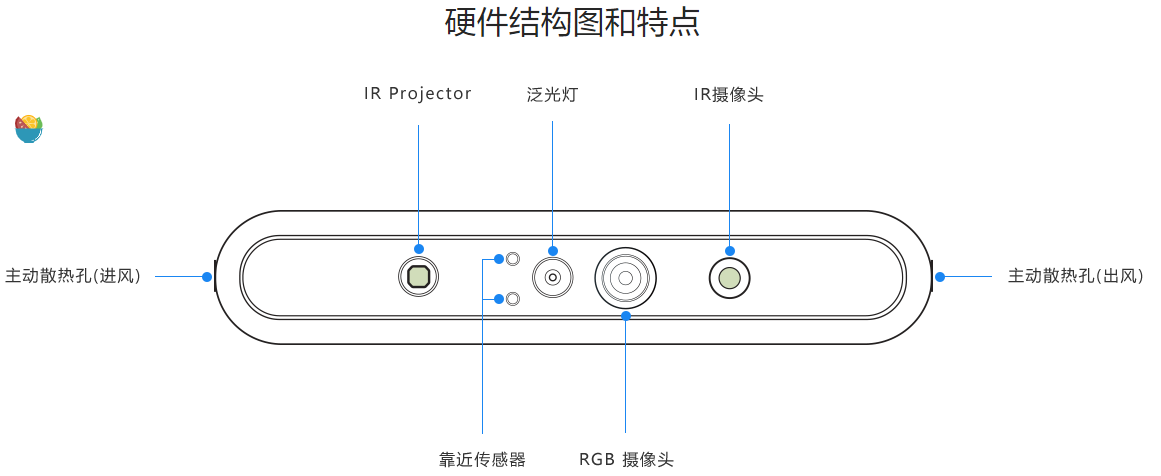 硬件结构图和特点
IR Projector
泛光灯
IR摄像头
主动散热孔(进风)
主动散热孔(出风)
靠近传感器
RGB 摄像头